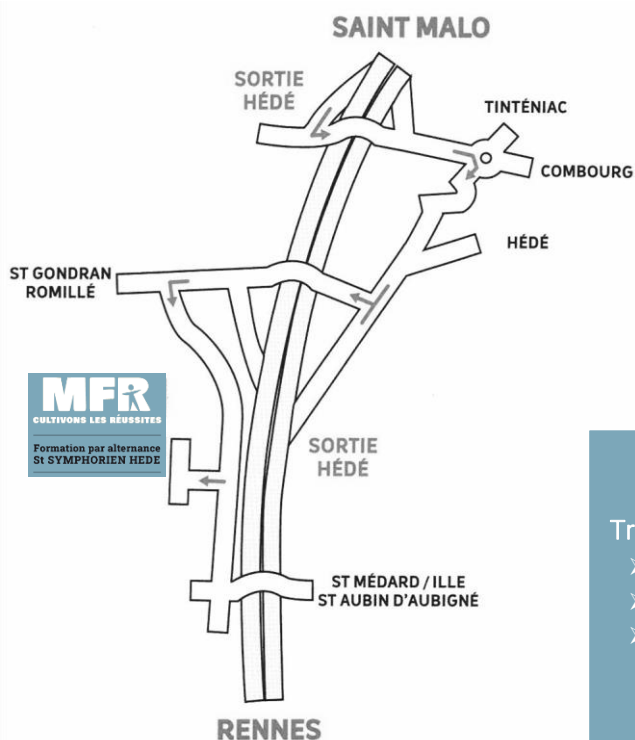 SAINT MALO
SORTIE
HÉDÉ
TINTÉNIAC
COMBOURG
HÉDÉ
ST GONDRAN
ROMILLÉ
MFR
CULTIVONS LES RÉUSSITES
Formation par alternance
St SYMPHORIEN HEDE
SORTIE
HÉDÉ
Tr
ST MÉDARD / ILLE
ST AUBIN D'AUBIGNÉ
RENNES